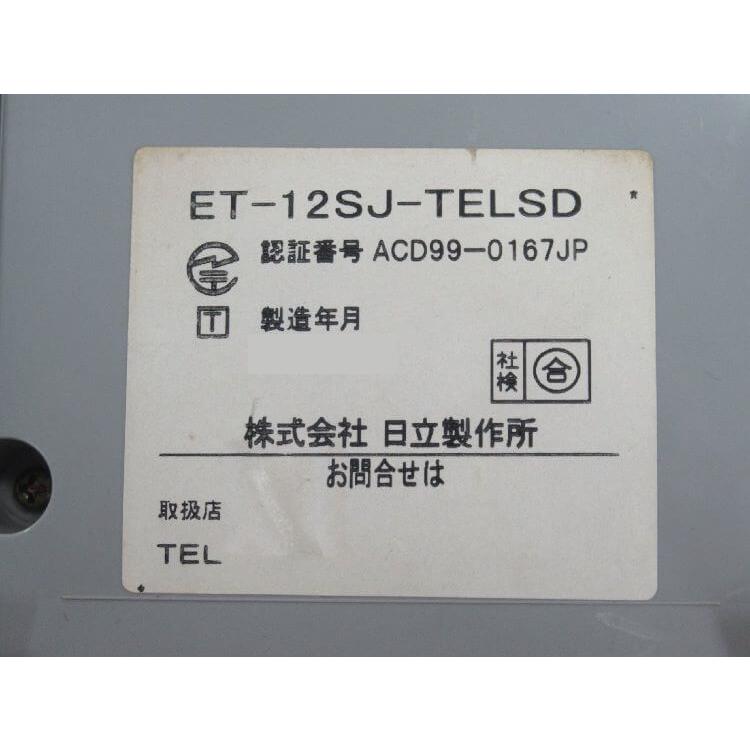 ET-12SJ-TELSD
認証番号 ACD99-0167JP
T 製造年月
社検 合
株式会社 日立製作所
お問合せは
取扱店
TEL